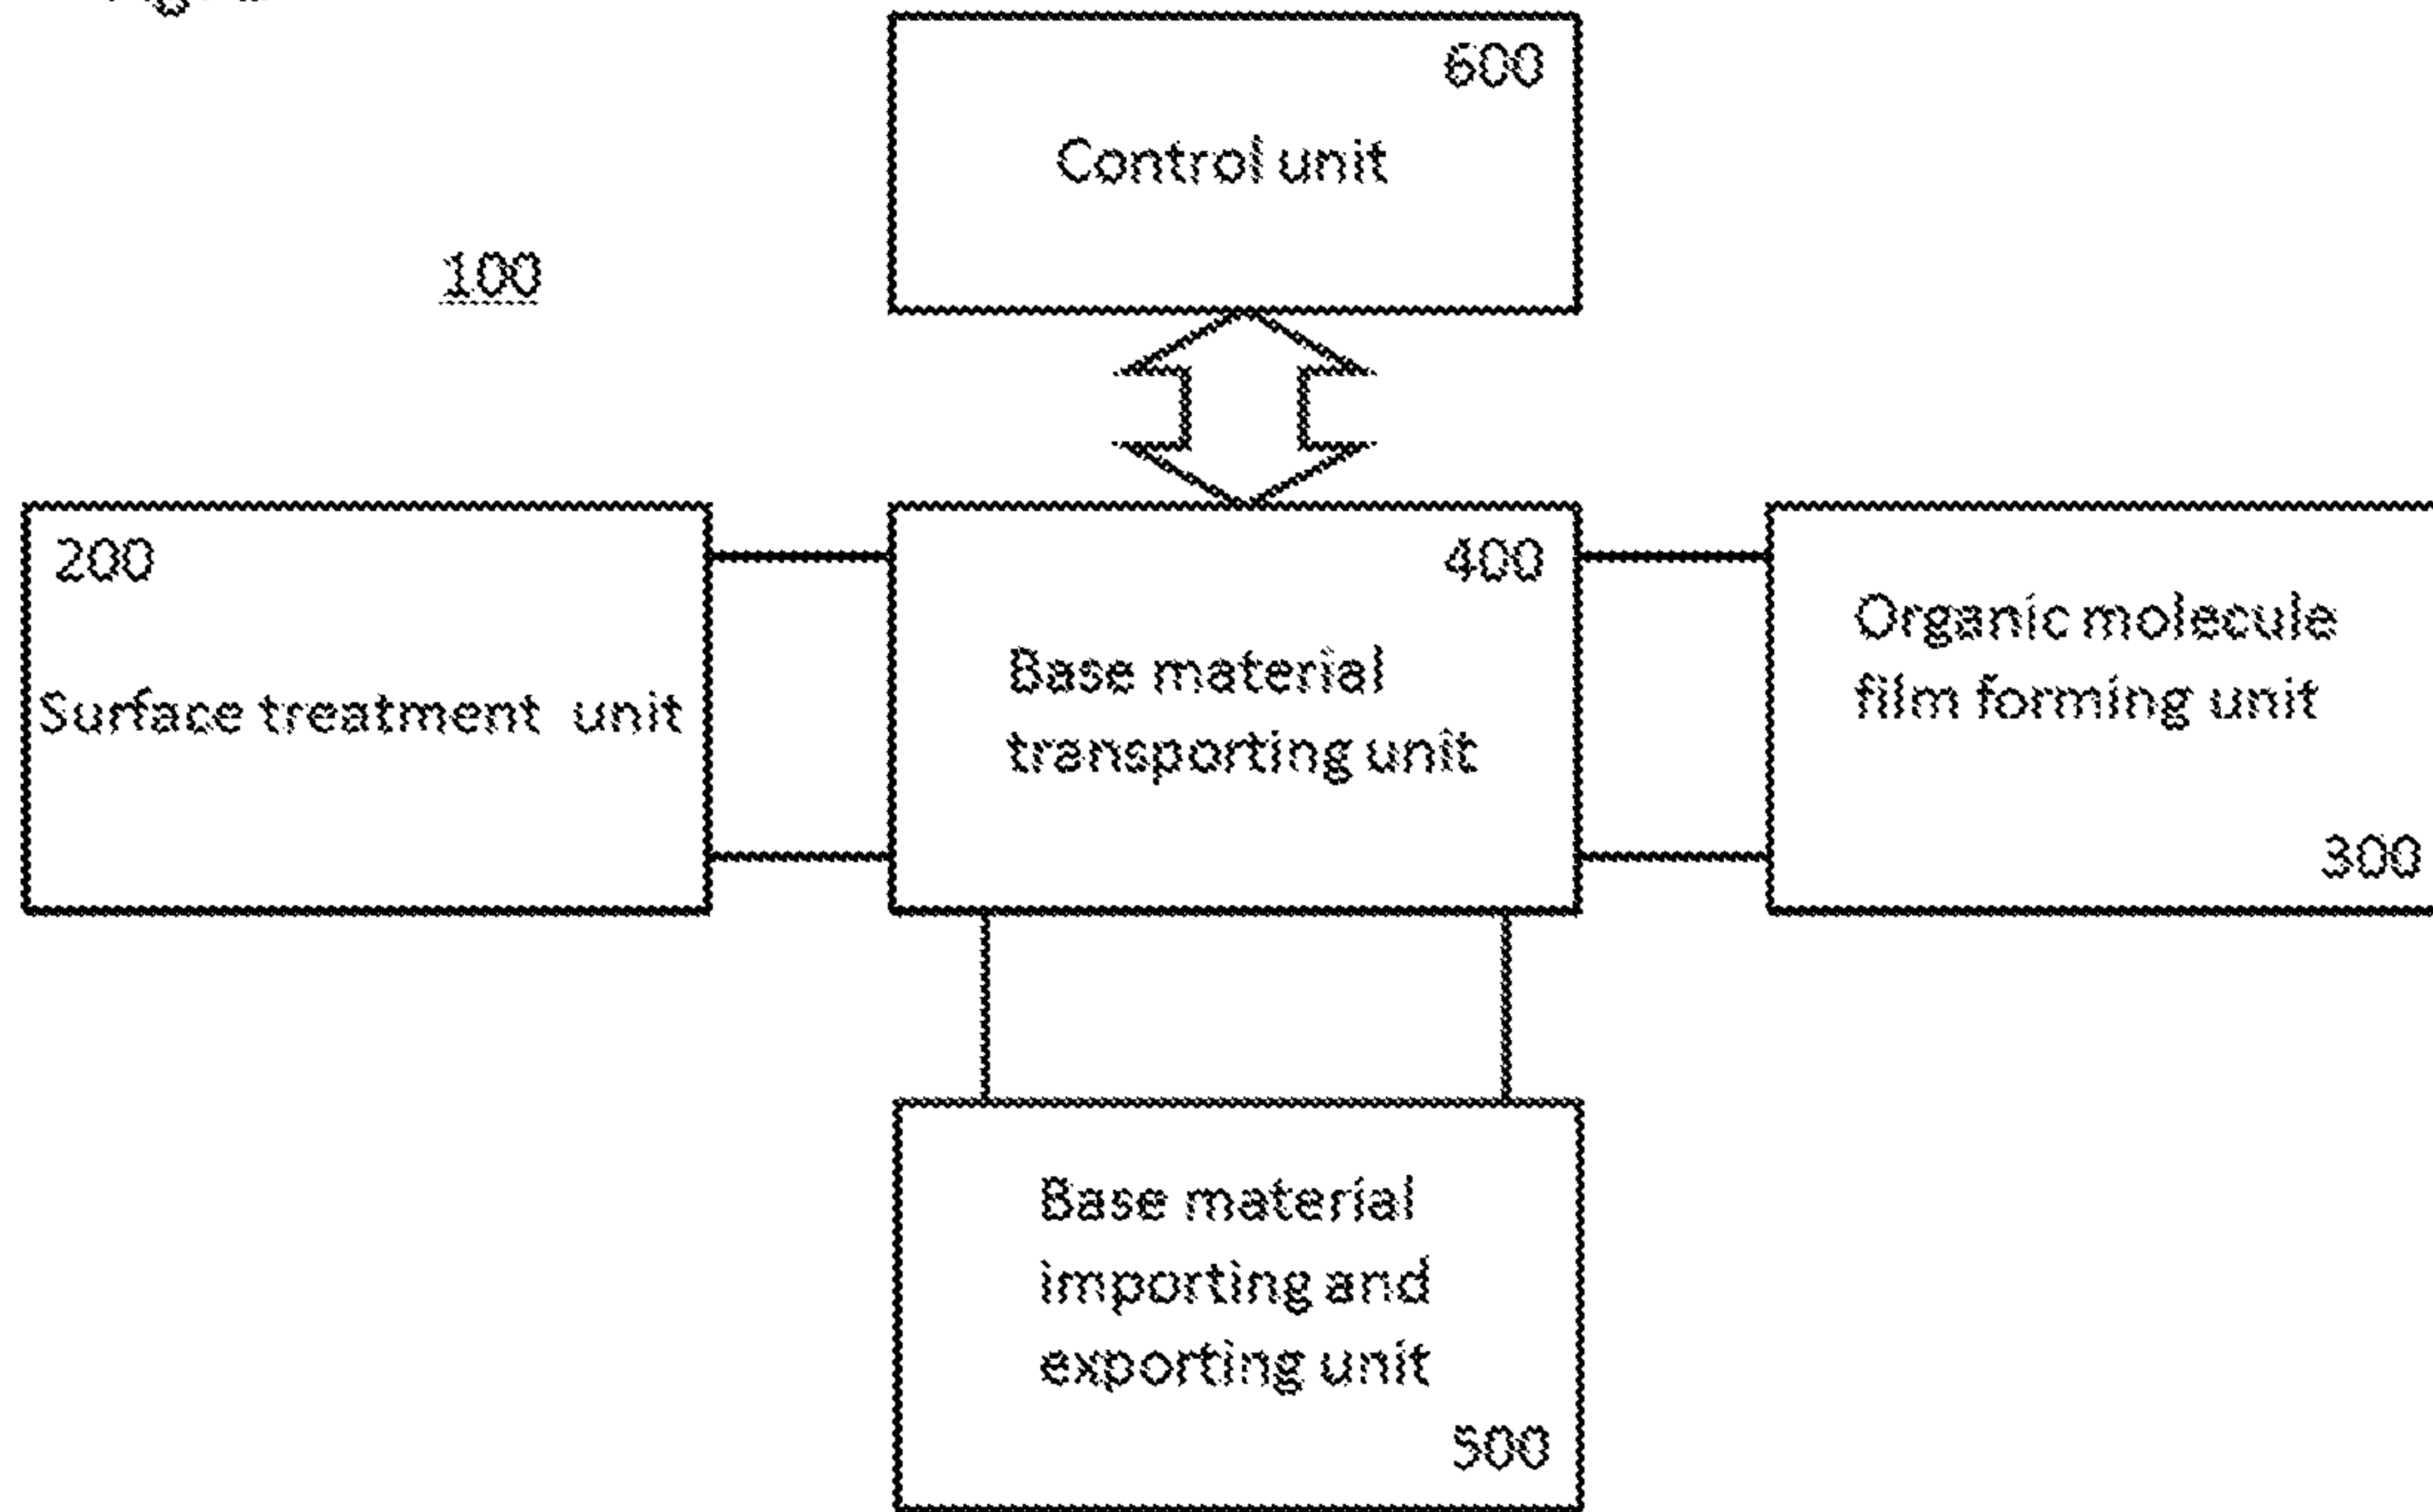 600
Control unit
100
200
Surface treatment unit
400
Base material
transporting unit
Organic molecule
film forming unit
300
Base material
importing and
exporting unit
500